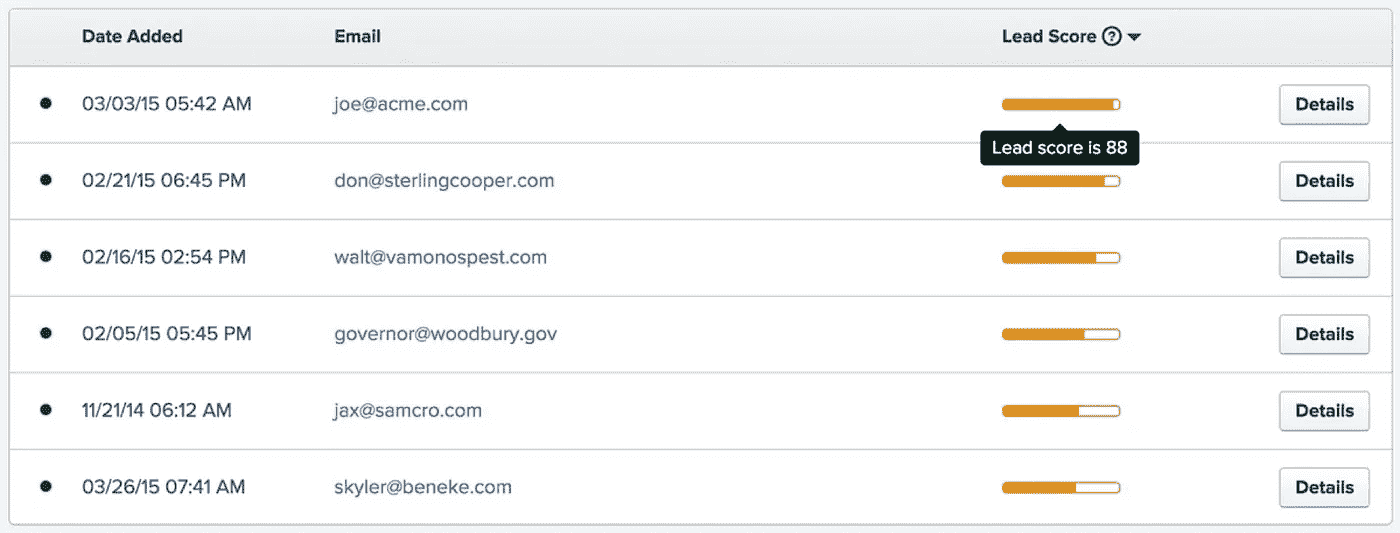 Date Added Email Lead Score ?
03/03/15 05:42 AM joe@acme.com Details
Lead score is 88
02/21/15 06:45 PM don@sterlingcooper.com Details
02/16/15 02:54 PM walt@vamonospest.com Details
02/05/15 05:45 PM governor@woodbury.gov Details
11/21/14 06:12 AM jax@samcro.com Details
03/26/15 07:41 AM skyler@beneke.com Details